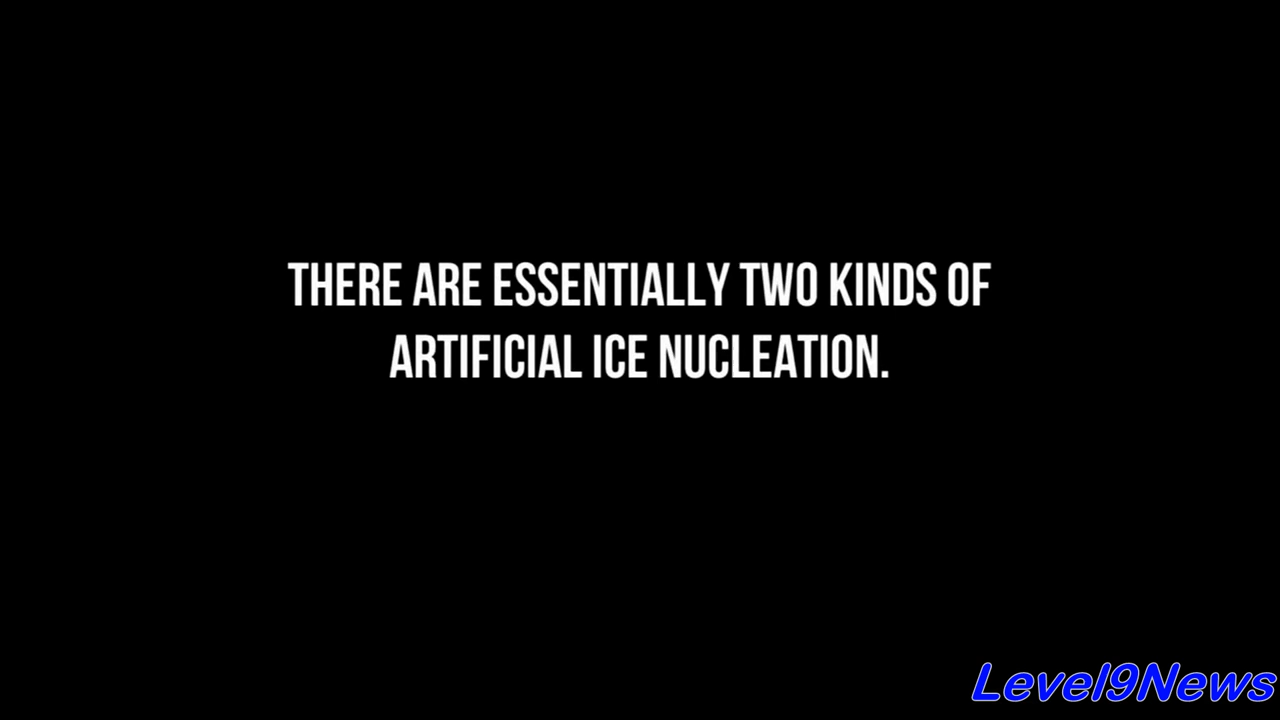 THERE ARE ESSENTIALLY TWO KINDS OF
ARTIFICIAL ICE NUCLEATION.
Level9News